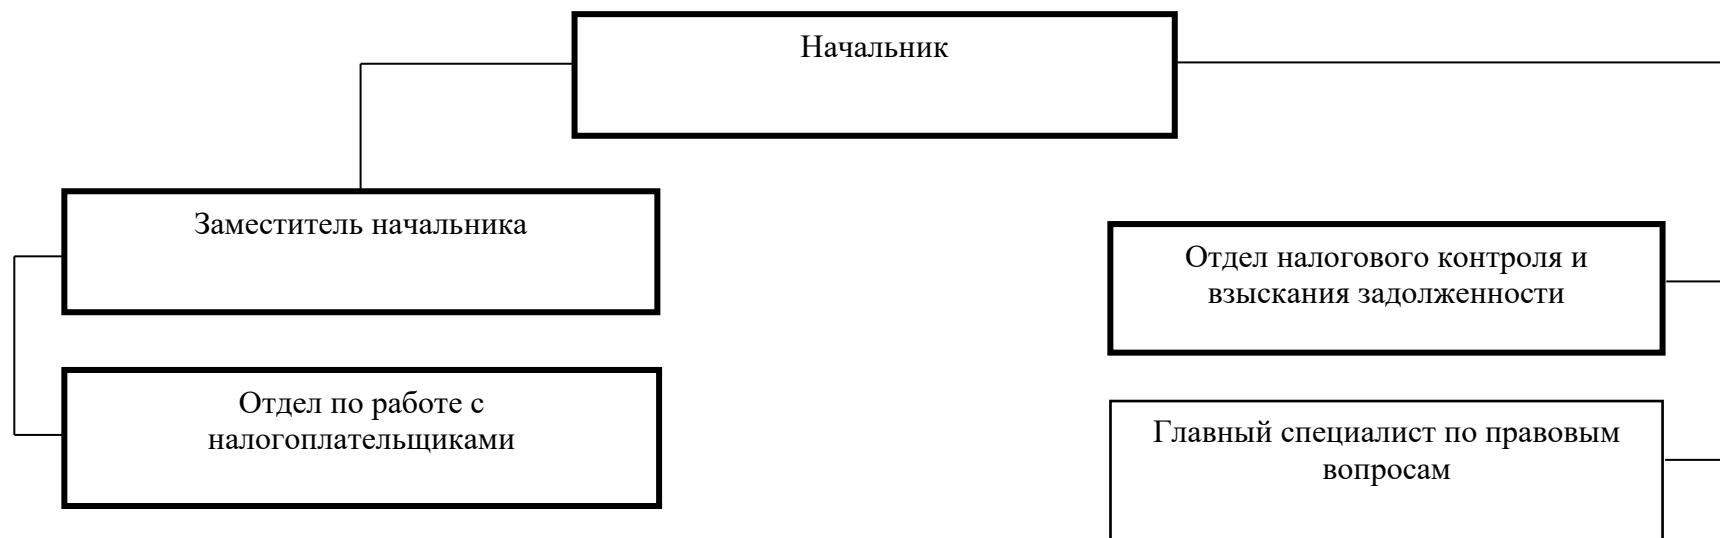 Начальник
Заместитель начальника
Отдел налогового контроля и
взыскания задолженности
Отдел по работе с
налогоплательщиками
Главный специалист по правовым
вопросам